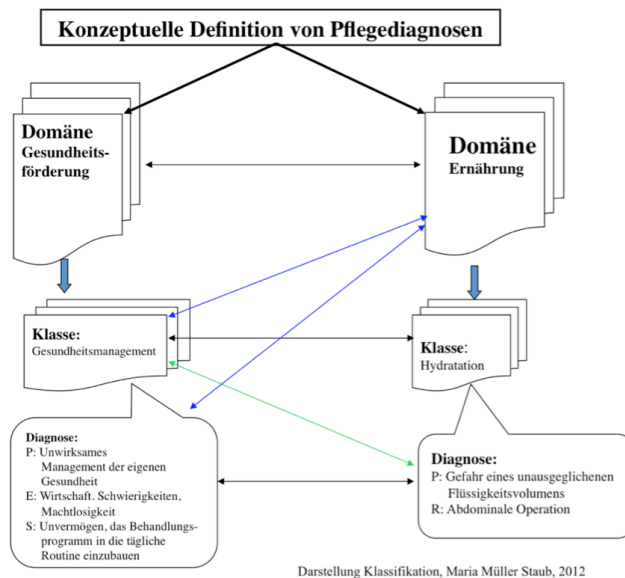 Konzeptuelle Definition von Pflegediagnosen
Domäne
Gesundheits-
förderung
Domäne
Ernährung
Klasse:
Gesundheitsmanagement
Klasse:
Hydratation
Diagnose:
P: Unwirksames
Management der eigenen
Gesundheit
E: Wirtschaft. Schwierigkeiten,
Machtlosigkeit
S: Unvermögen, das Behandlungs-
programm in die tägliche
Routine einzubauen
Diagnose:
P: Gefahr eines unausgeglichenen
Flüssigkeitsvolumens
R: Abdominale Operation
Darstellung Klassifikation, Maria Müller Staub, 2012